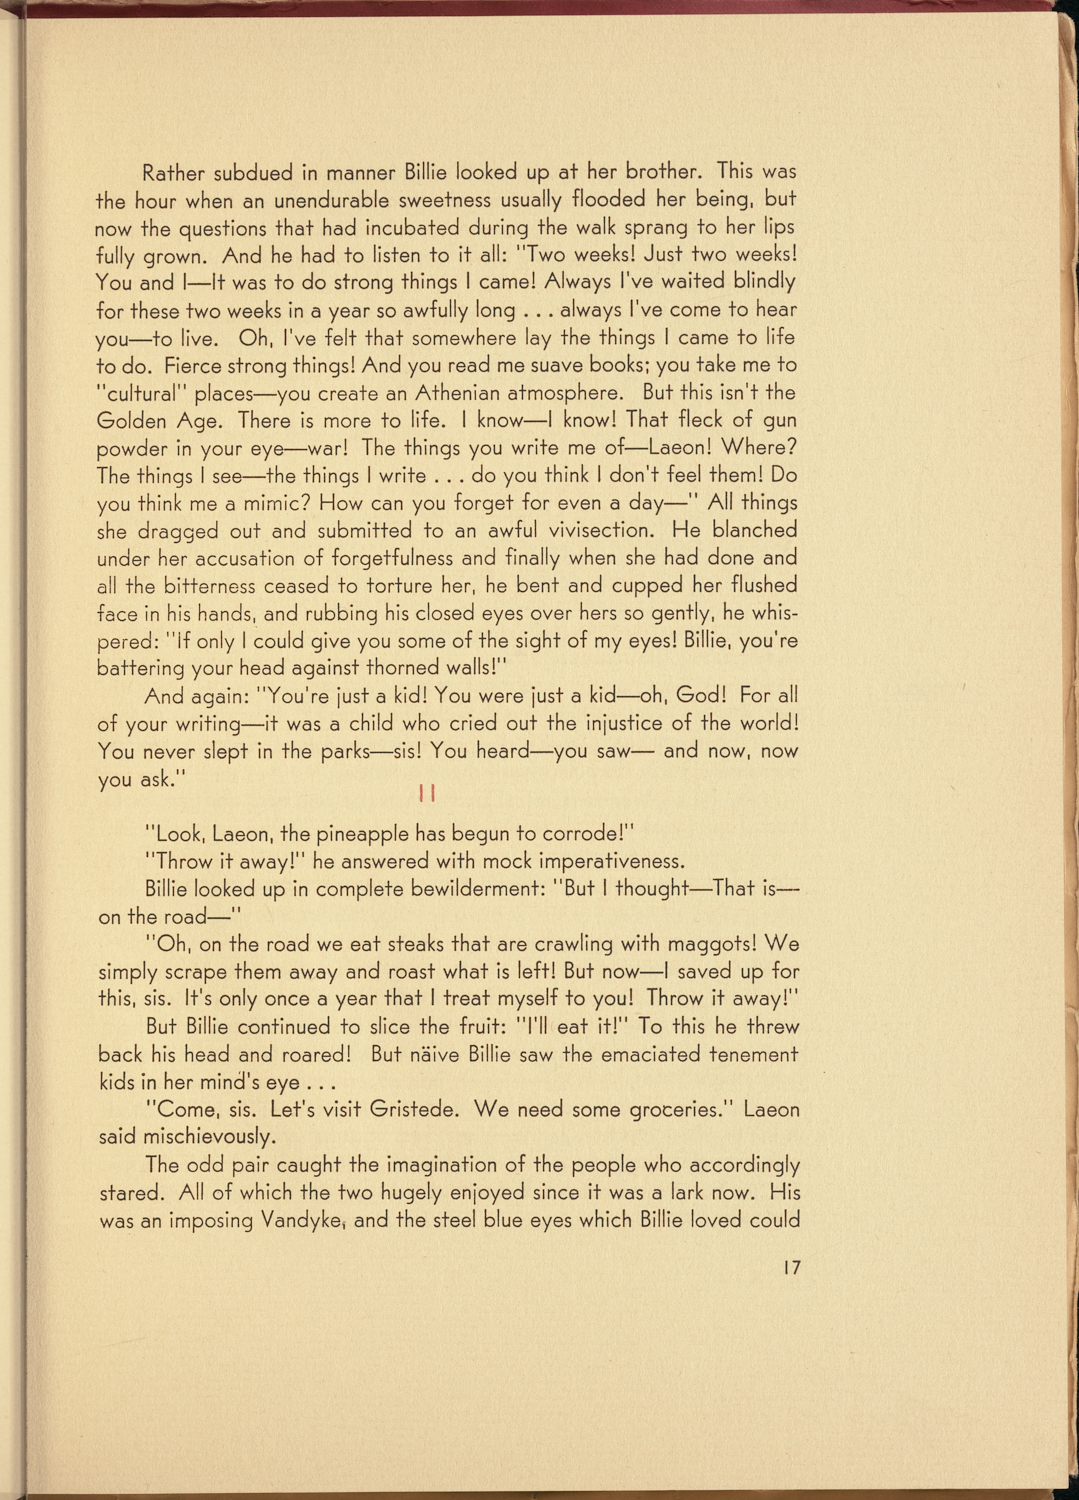 Rather subdued in manner Billie looked up at her brother. This was
the hour when an unendurable sweetness usually flooded her being, but
now the questions that had incubated during the walk sprang to her lips
fully grown. And he had to listen to it all: "Two weeks! Just two weeks!
You and I—It was to do strong things I came! Always I've waited blindly
for these two weeks in a year so awfully long . . . always I've come to hear
you—to live. Oh, I've felt that somewhere lay the things I came to life
to do. Fierce strong things! And you read me suave books; you take me to
"cultural" places—you create an Athenian atmosphere. But this isn't the
Golden Age. There is more to life. I know—I know! That fleck of gun
powder in your eye—war! The things you write me of—Laeon! Where?
The things I see—the things I write . . . do you think I don't feel them! Do
you think me a mimic? How can you forget for even a day—" All things
she dragged out and submitted to an awful vivisection. He blanched
under her accusation of forgetfulness and finally when she had done and
all the bitterness ceased to torture her, he bent and cupped her flushed
face in his hands, and rubbing his closed eyes over hers so gently, he whis-
pered: "If only I could give you some of the sight of my eyes! Billie, you're
battering your head against thorned walls!"
And again: "You're just a kid! You were just a kid—oh, God! For all
of your writing—it was a child who cried out the injustice of the world!
You never slept in the parks—sis! You heard—you saw— and now, now
you ask."
II
"Look, Laeon, the pineapple has begun to corrode!"
"Throw it away!" he answered with mock imperativeness.
Billie looked up in complete bewilderment: "But I thought—That is—
on the road—"
"Oh, on the road we eat steaks that are crawling with maggots! We
simply scrape them away and roast what is left! But now—I saved up for
this, sis. It's only once a year that I treat myself to you! Throw it away!"
But Billie continued to slice the fruit: "I'll eat it!" To this he threw
back his head and roared! But näive Billie saw the emaciated tenement
kids in her mind's eye . . .
"Come, sis. Let's visit Gristede. We need some groceries." Laeon
said mischievously.
The odd pair caught the imagination of the people who accordingly
stared. All of which the two hugely enjoyed since it was a lark now. His
was an imposing Vandyke, and the steel blue eyes which Billie loved could
17